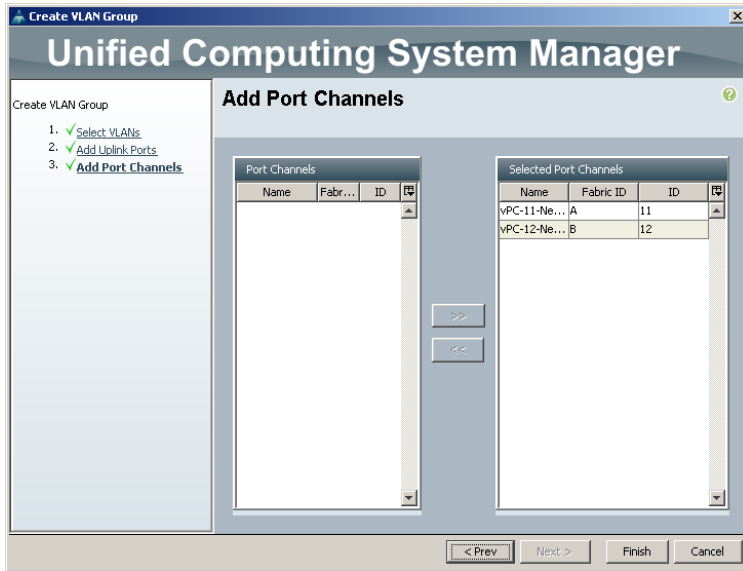 Create VLAN Group
Unified Computing System Manager
Create VLAN Group
1. Select VLANs
2. Add Uplink Ports
3. Add Port Channels
Add Port Channels
Port Channels
Name Fabr... ID
>>
<<
Selected Port Channels
Name Fabric ID ID
vPC-11-Ne... A 11
vPC-12-Ne... B 12
< Prev Next > Finish Cancel